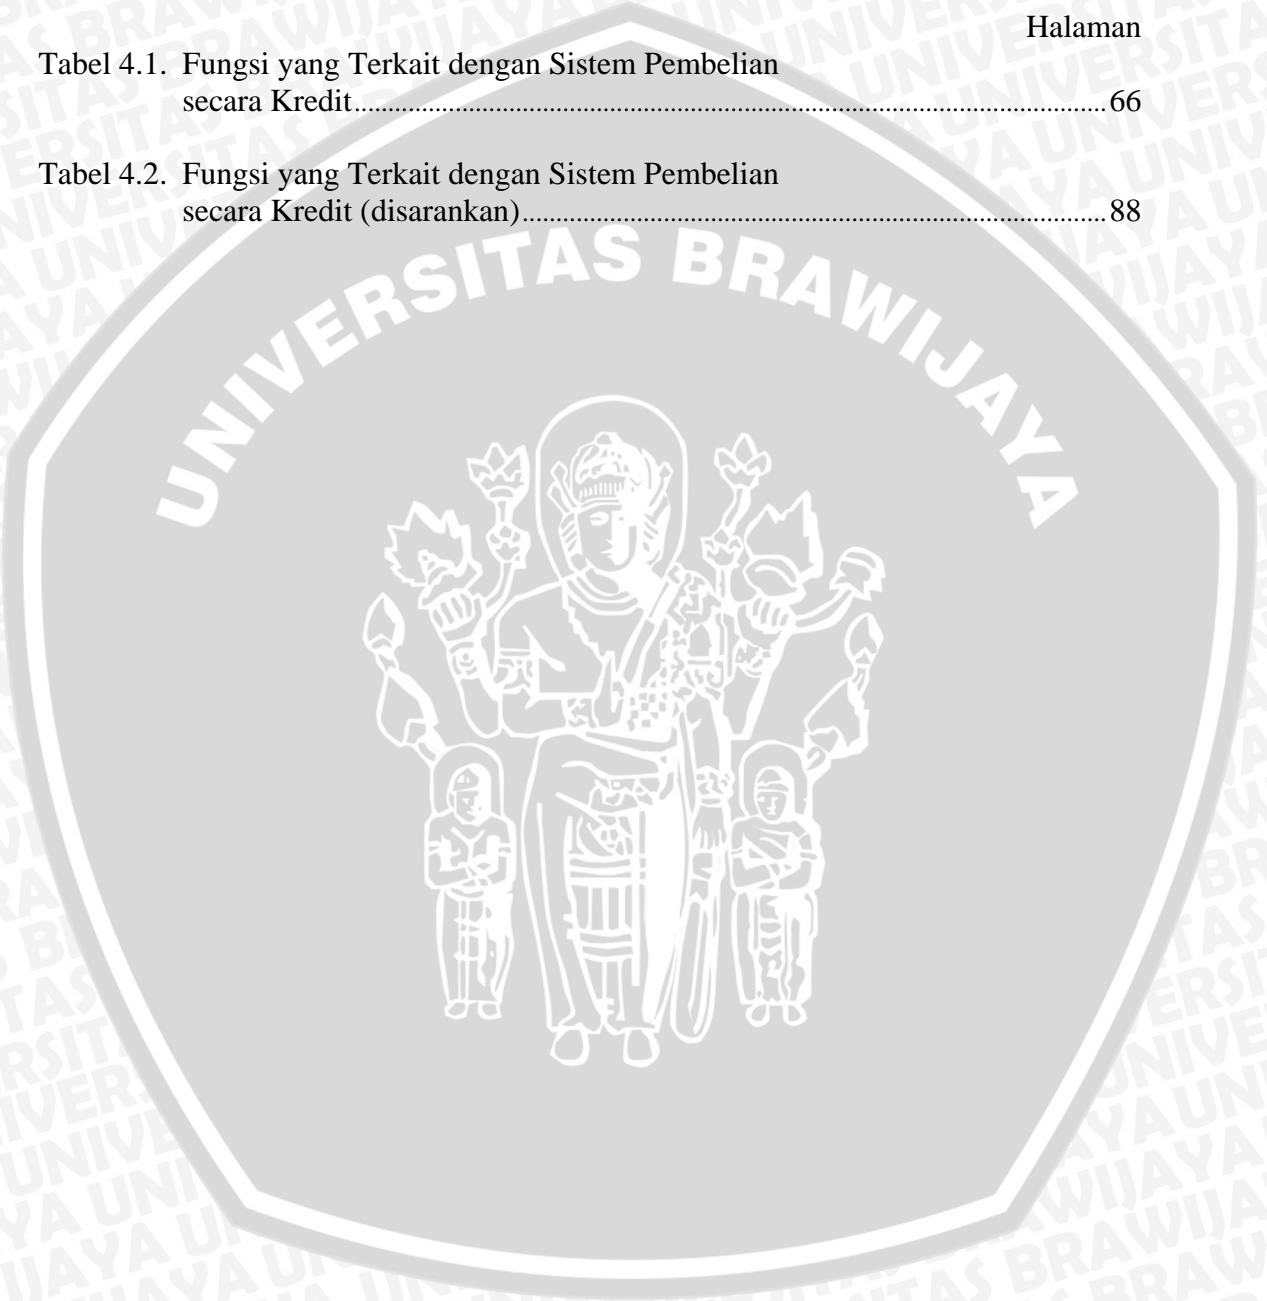 Halaman
Tabel 4.1. Fungsi yang Terkait dengan Sistem Pembelian
secara Kredit............................................................................................. 66
Tabel 4.2. Fungsi yang Terkait dengan Sistem Pembelian
secara Kredit (disarankan)........................................................................ 88
UNIVERSITAS BRAWIJAYA